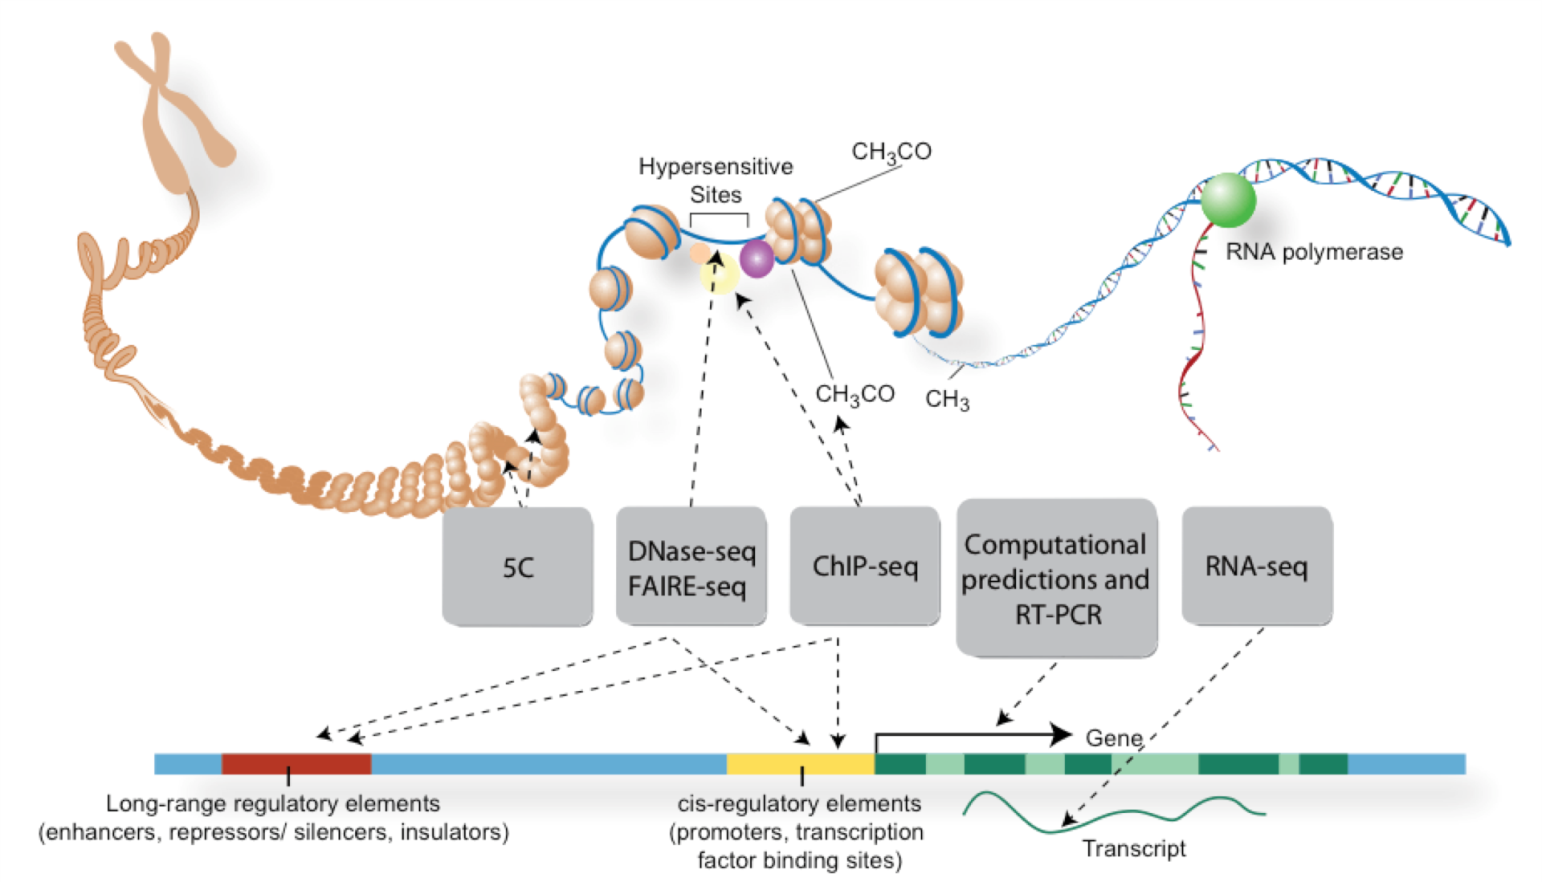 Hypersensitive
Sites
CH₃CO
RNA polymerase
CH₃CO
CH₃
5C
DNase-seq
FAIRE-seq
ChIP-seq
Computational
predictions and
RT-PCR
RNA-seq
Gene
Long-range regulatory elements
(enhancers, repressors/ silencers, insulators)
cis-regulatory elements
(promoters, transcription
factor binding sites)
Transcript